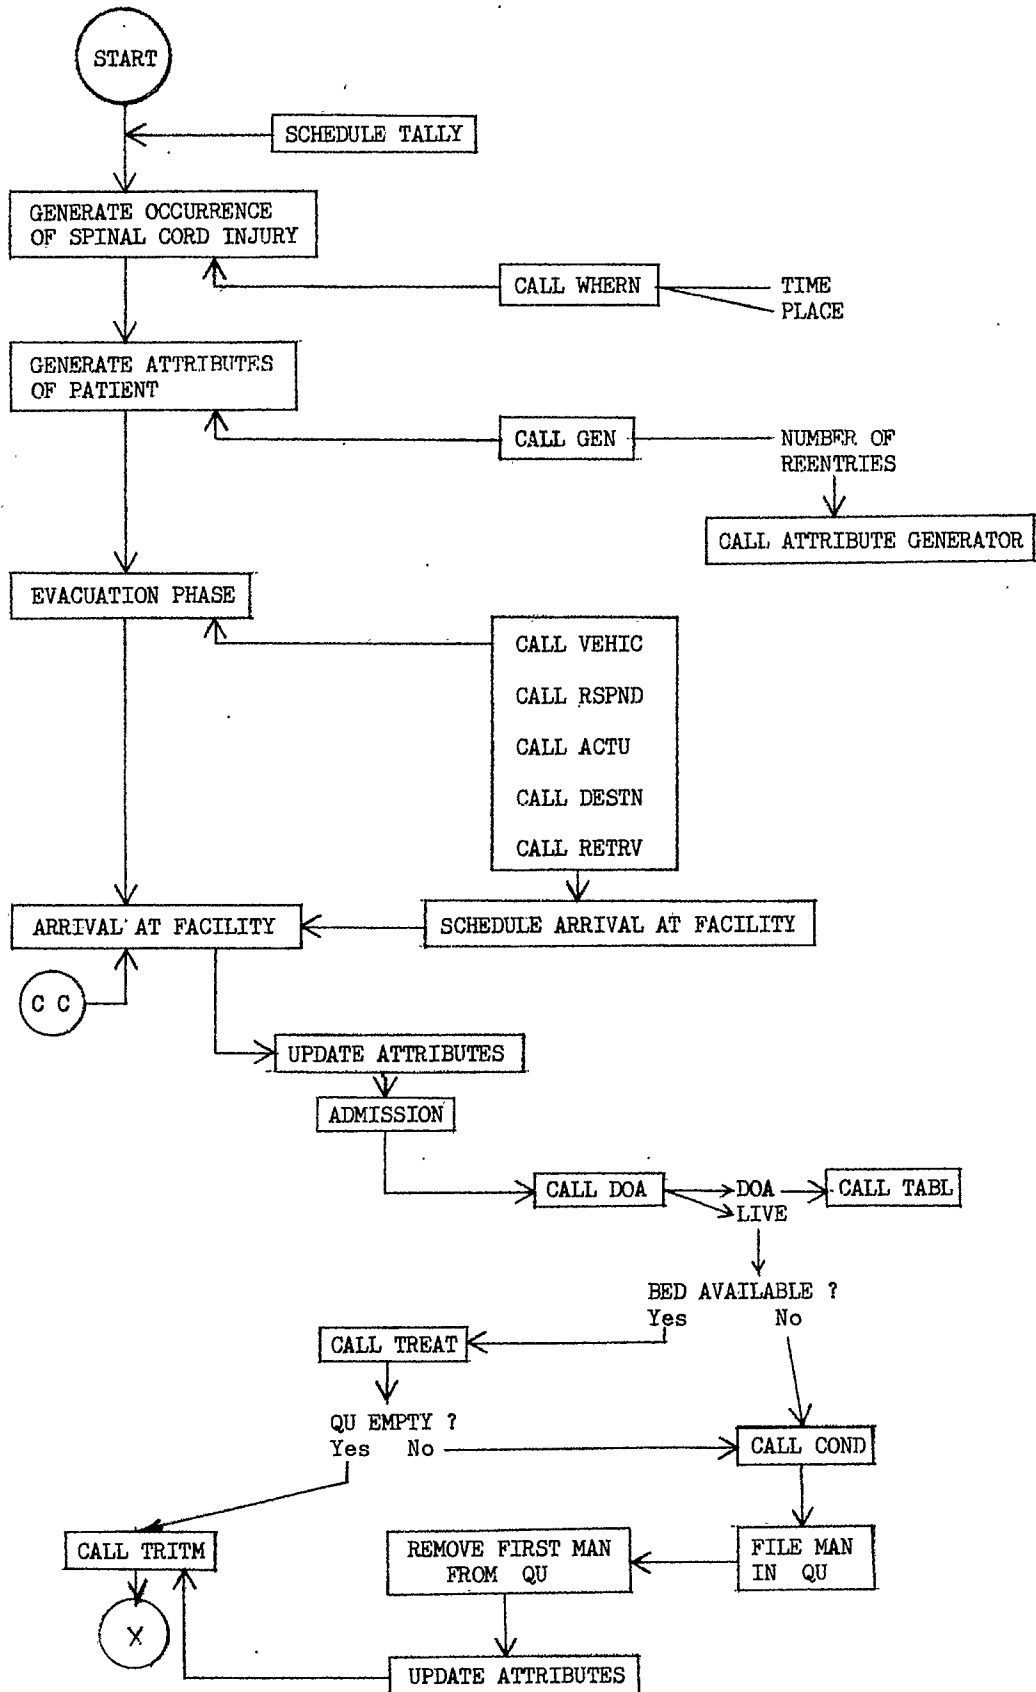 START
SCHEDULE TALLY
GENERATE OCCURRENCE
OF SPINAL CORD INJURY
CALL WHERN
TIME
PLACE
GENERATE ATTRIBUTES
OF PATIENT
CALL GEN
NUMBER OF
REENTRIES
CALL ATTRIBUTE GENERATOR
EVACUATION PHASE
CALL VEHIC
CALL RSPND
CALL ACTU
CALL DESTN
CALL RETRV
ARRIVAL AT FACILITY
SCHEDULE ARRIVAL AT FACILITY
C C
UPDATE ATTRIBUTES
ADMISSION
CALL DOA
DOA
LIVE
CALL TABL
BED AVAILABLE ?
Yes No
CALL TREAT
QU EMPTY ?
Yes No
CALL COND
CALL TRITM
REMOVE FIRST MAN
FROM QU
FILE MAN
IN QU
X
UPDATE ATTRIBUTES